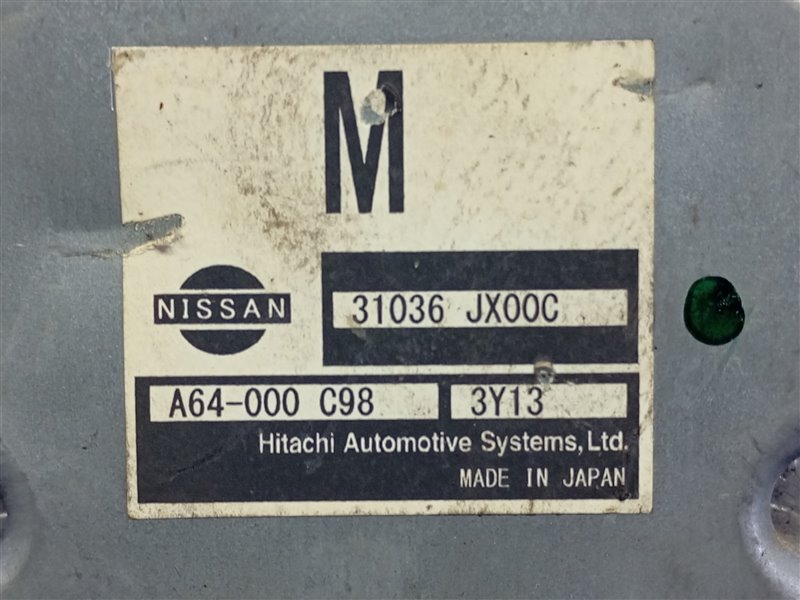 M
NISSAN
31036 JX00C
A64-000 C98
3Y13
Hitachi Automotive Systems, Ltd.
MADE IN JAPAN